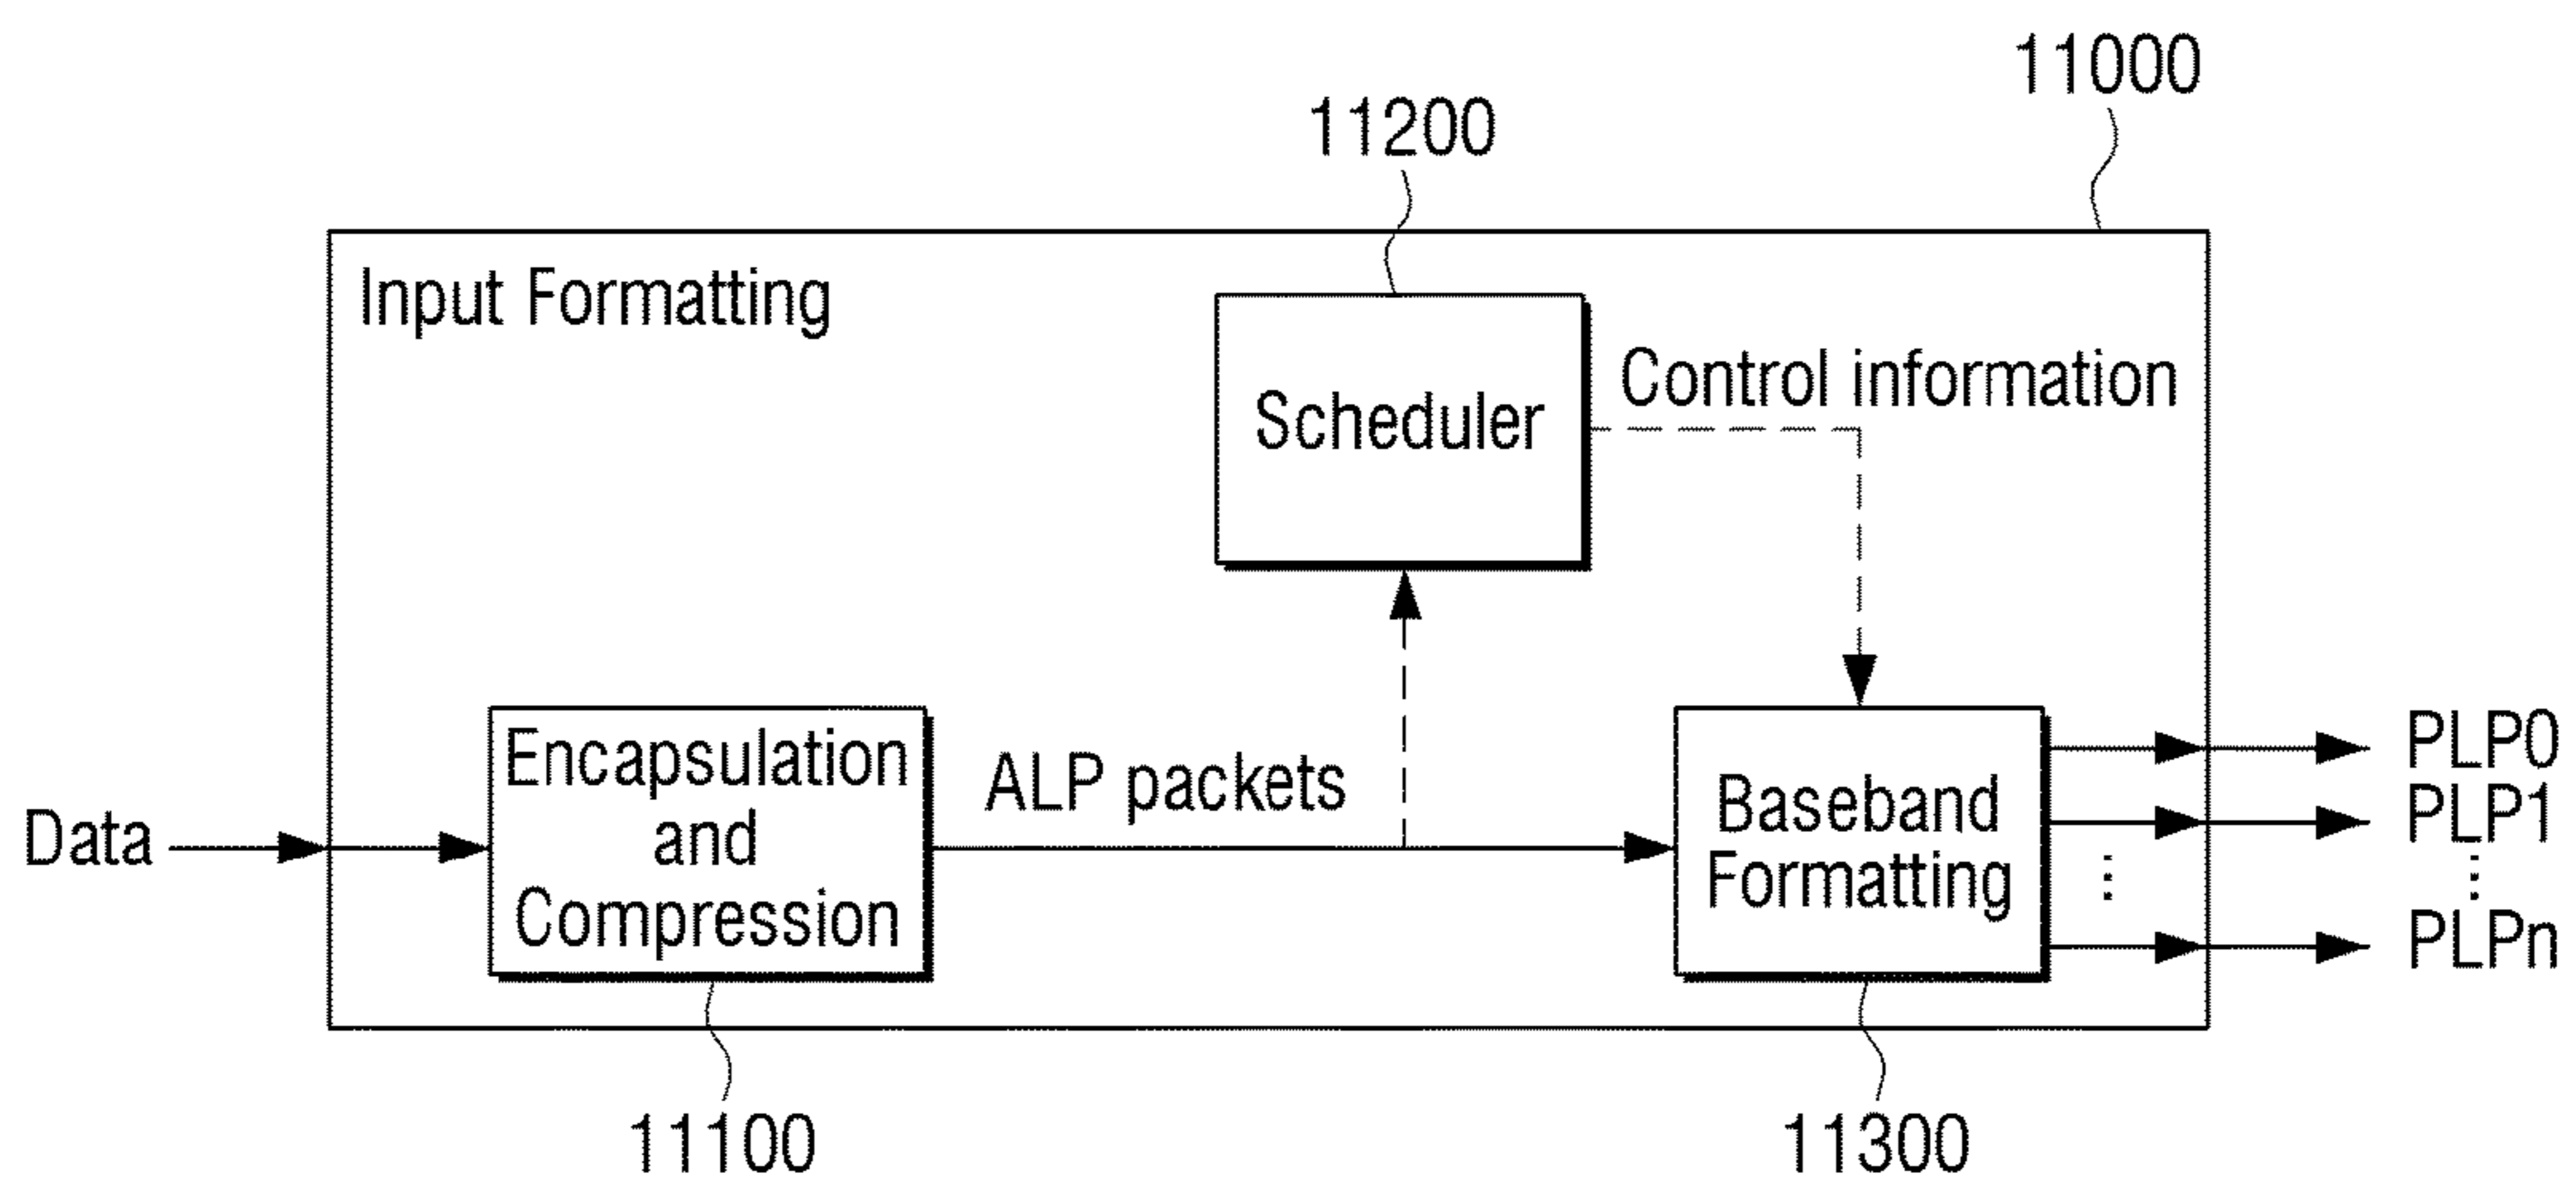 11000
11200
Input Formatting
Scheduler
Control information
Encapsulation
and
Compression
ALP packets
Baseband
Formatting
Data
PLP0
PLP1
⋮
⋮
PLPn
11100
11300